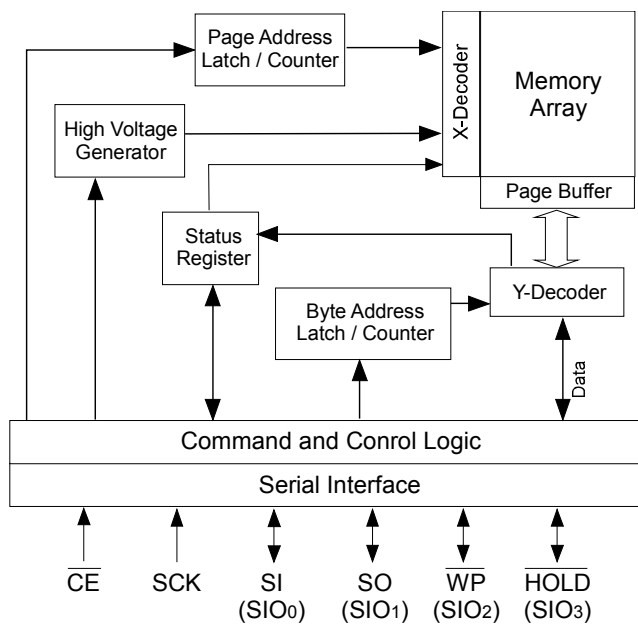 Page Address
Latch / Counter
X-Decoder
Memory
Array
High Voltage
Generator
Page Buffer
Status
Register
Y-Decoder
Byte Address
Latch / Counter
Data
Command and Conrol Logic
Serial Interface
CE
SCK
SI
(SIO0)
SO
(SIO1)
WP
(SIO2)
HOLD
(SIO3)